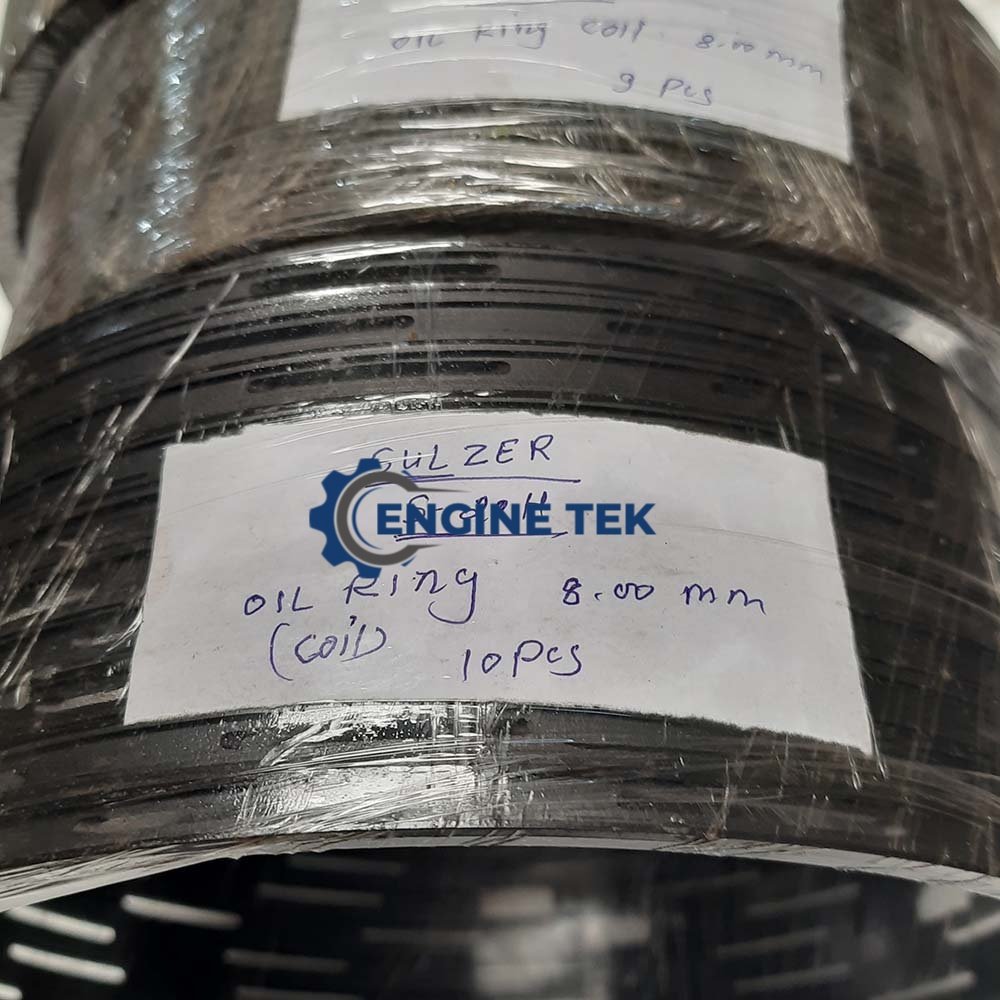 OIL Ring coil 8.00 mm
9 Pcs
SULZER
ENGINE TEK
OIL Ring 8.00 mm
(coil) 10 Pcs